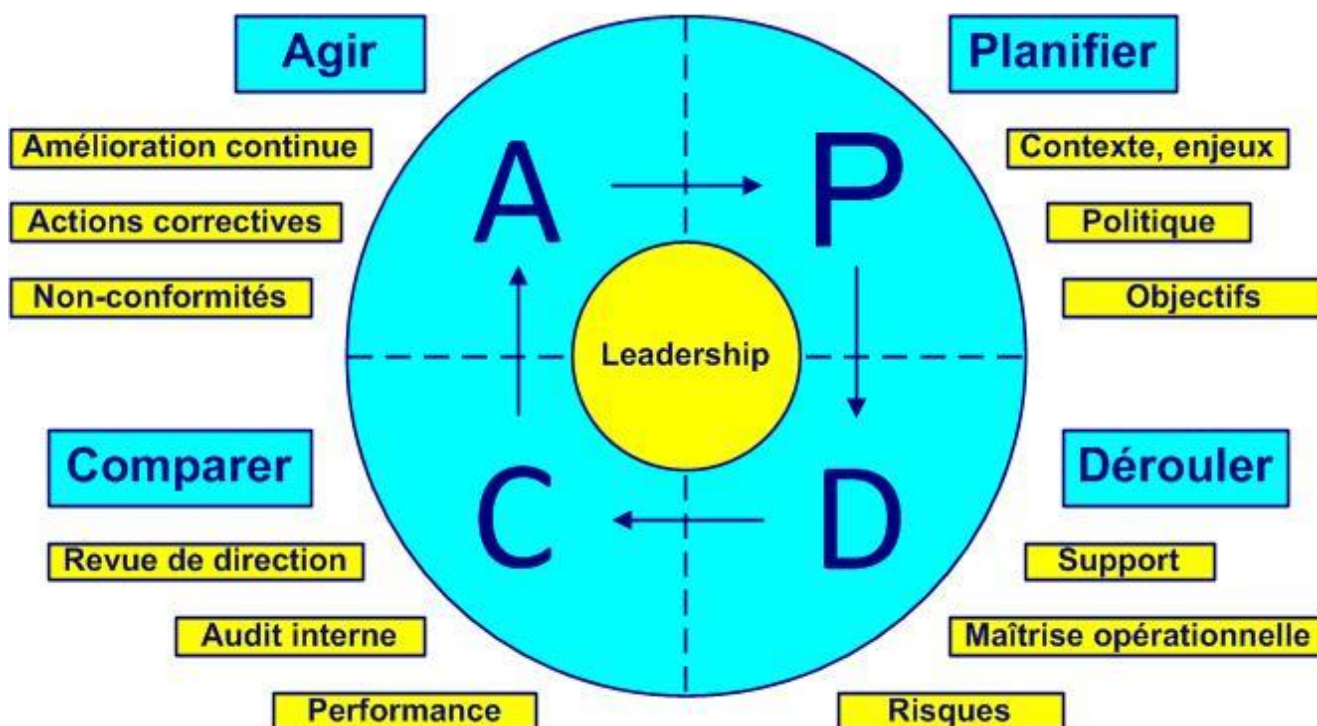 Agir
Planifier
Amélioration continue
Actions correctives
Non-conformités
A
P
Contexte, enjeux
Politique
Objectifs
Leadership
Comparer
Dérouler
C
D
Revue de direction
Audit interne
Performance
Support
Maîtrise opérationnelle
Risques